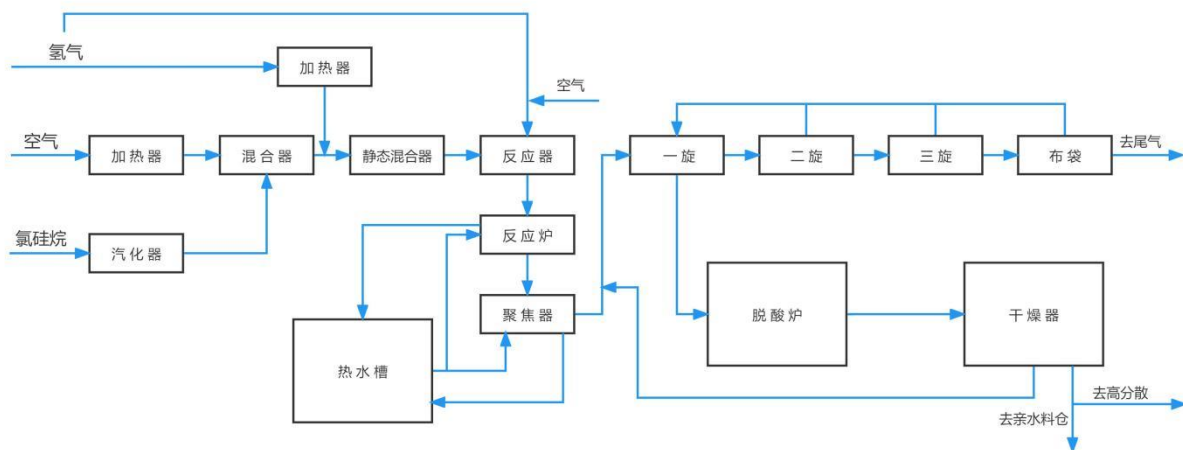 氢气
加热器
空气
空气
加热器
混合器
静态混合器
反应器
一旋
二旋
三旋
布袋
去尾气
氯硅烷
汽化器
反应炉
聚焦器
热水槽
脱酸炉
干燥器
去高分散
去亲水料仓